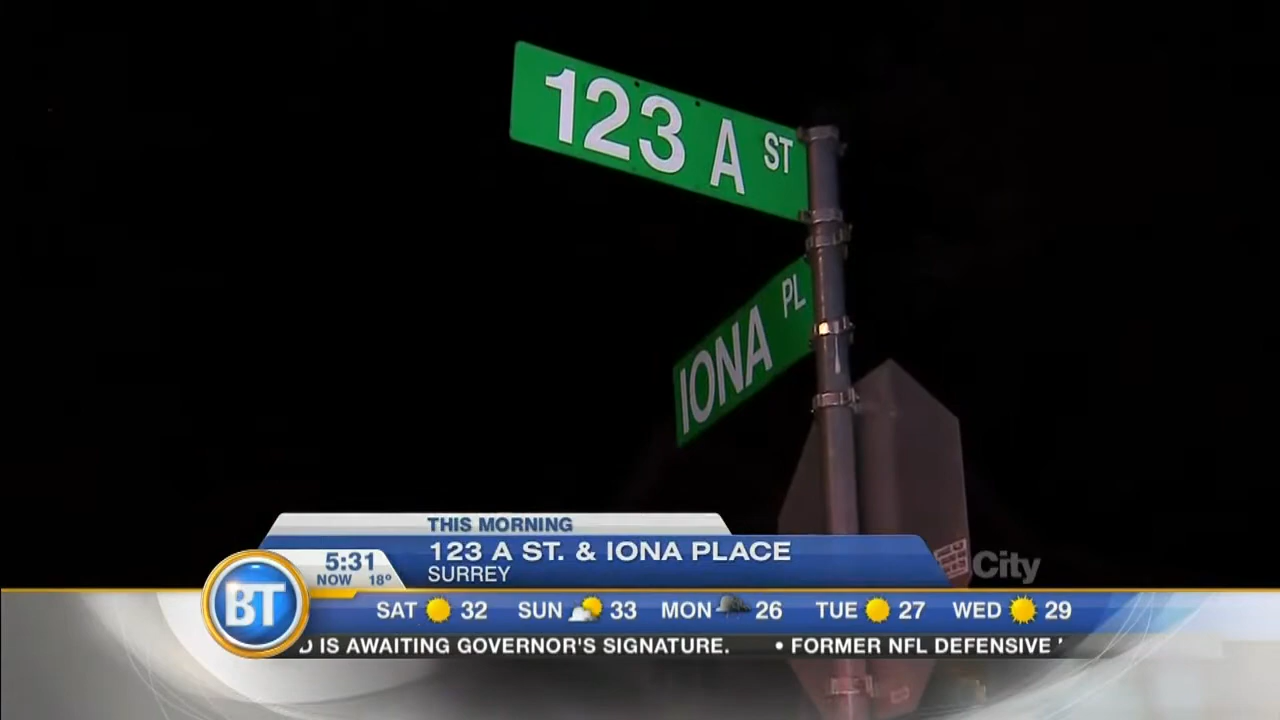 123 A ST
IONA PL
THIS MORNING
123 A ST. & IONA PLACE
SURREY
5:31
NOW 18°
BT
City
SAT 32 SUN 33 MON 26 TUE 27 WED 29
IS AWAITING GOVERNOR'S SIGNATURE. • FORMER NFL DEFENSIVE